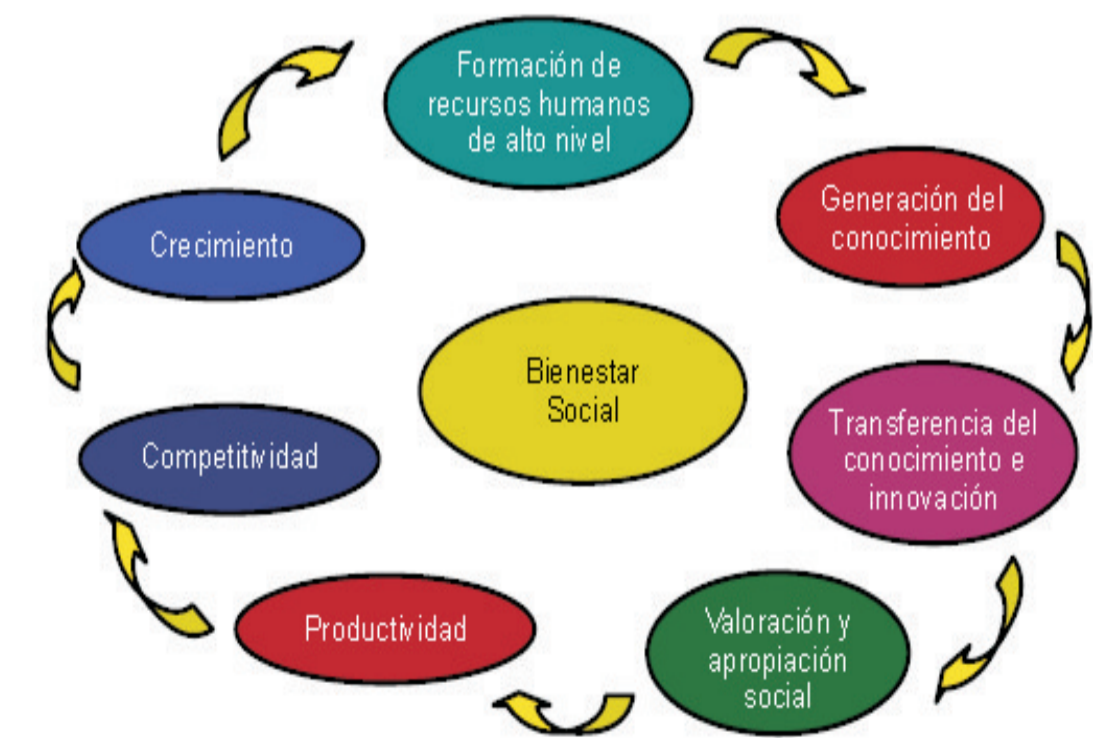 Formación de
recursos humanos
de alto nivel
Generación del
conocimiento
Transferencia del
conocimiento e
innovación
Valoración y
apropiación
social
Productividad
Competitividad
Crecimiento
Bienestar
Social